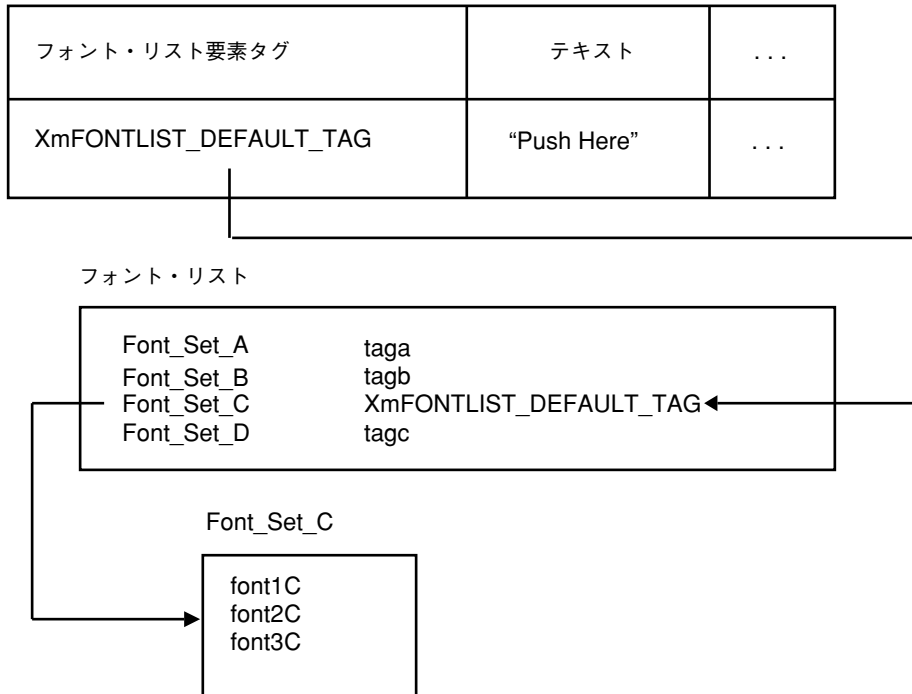 フォント・リスト要素タグ テキスト . . .
XmFONTLIST_DEFAULT_TAG “Push Here” . . .
フォント・リスト
Font_Set_A taga
Font_Set_B tagb
Font_Set_C XmFONTLIST_DEFAULT_TAG
Font_Set_D tagc
Font_Set_C
font1C
font2C
font3C